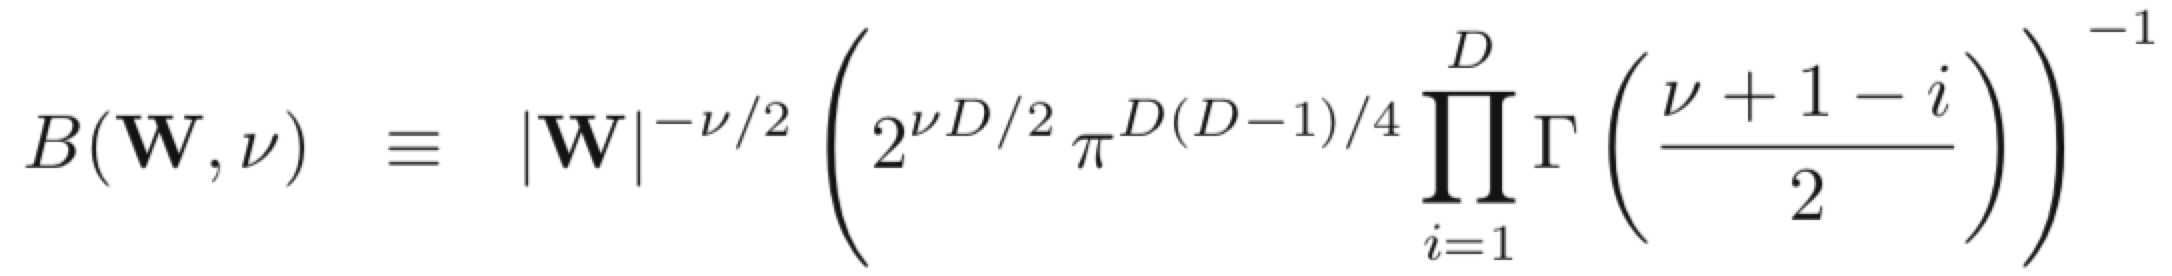 B(𝐖, ν) ≡ |𝐖|^{-ν/2} ( 2^{νD/2} π^{D(D-1)/4} ∏_{i=1}^{D} Γ( (ν + 1 − i) / 2 ) )^{-1}